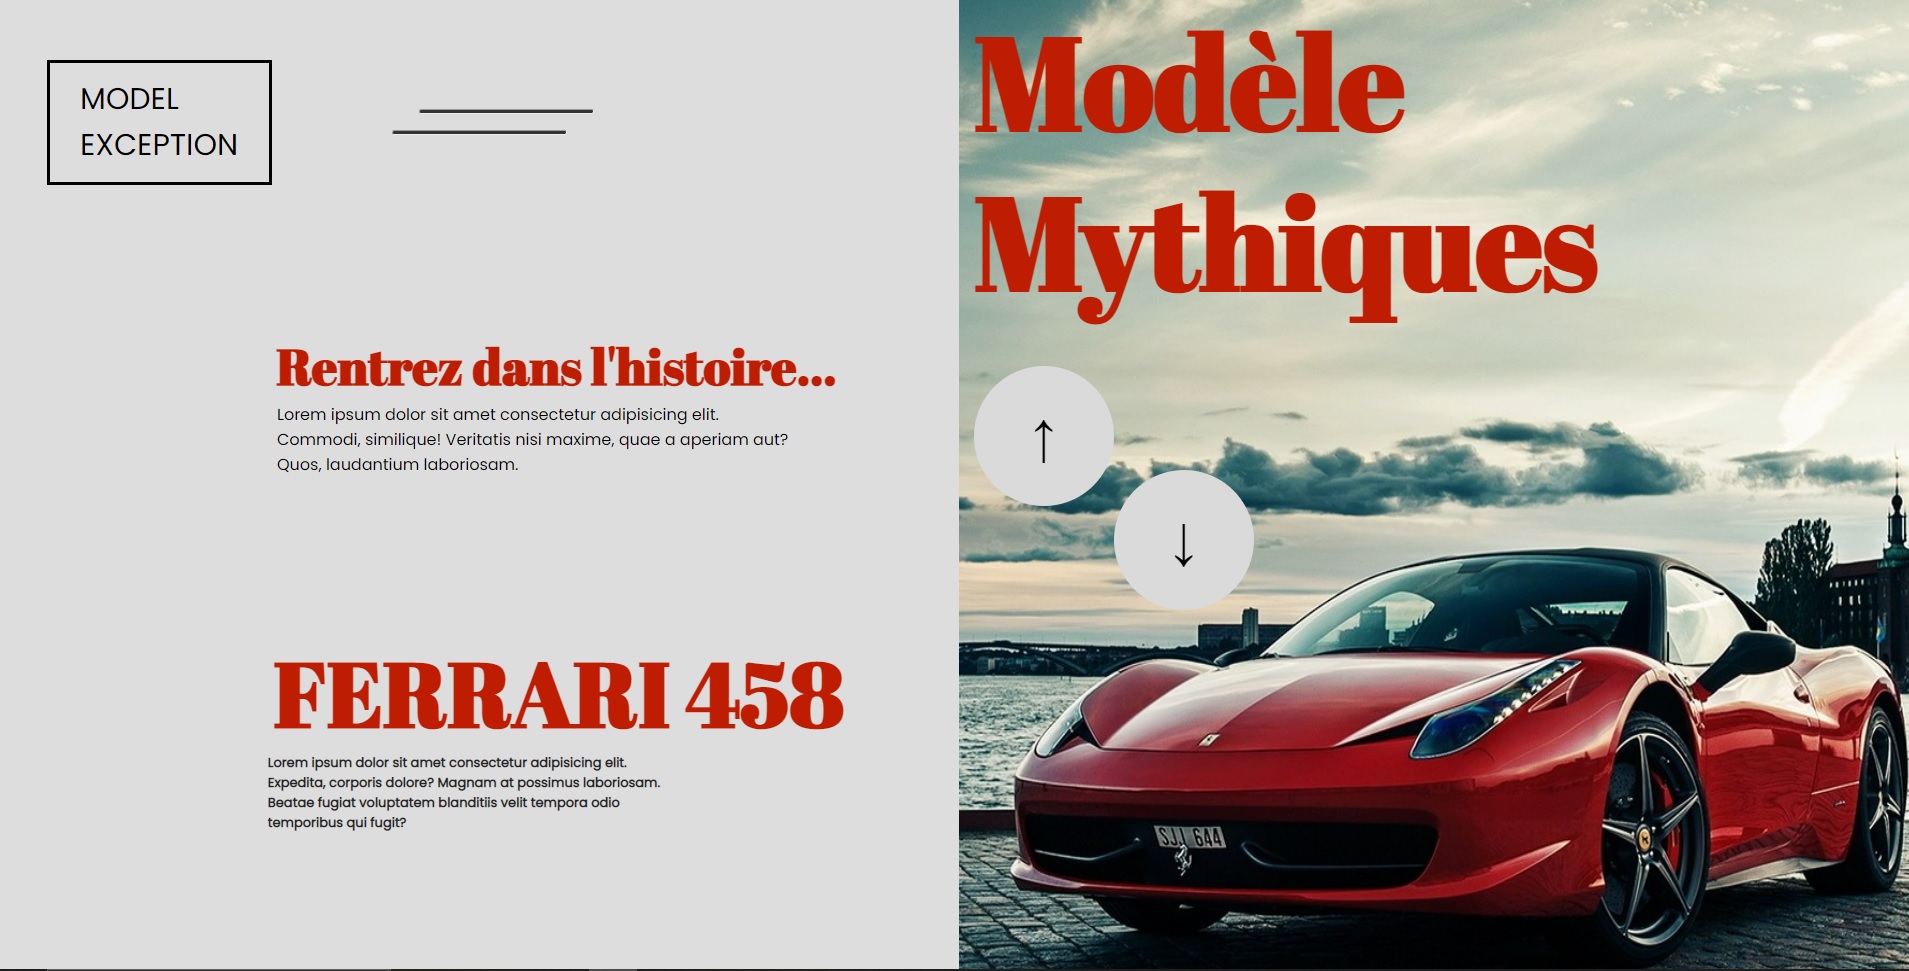 MODEL
EXCEPTION
Rentrez dans l'histoire...
Lorem ipsum dolor sit amet consectetur adipisicing elit.
Commodi, similique! Veritatis nisi maxime, quae a aperiam aut?
Quos, laudantium laboriosam.
FERRARI 458
Lorem ipsum dolor sit amet consectetur adipisicing elit.
Expedita, corporis dolore? Magnam at possimus laboriosam.
Beatae fugiat voluptatem blanditiis velit tempora odio
temporibus qui fugit?
Modèle
Mythiques
↑
↓
SJJ 644